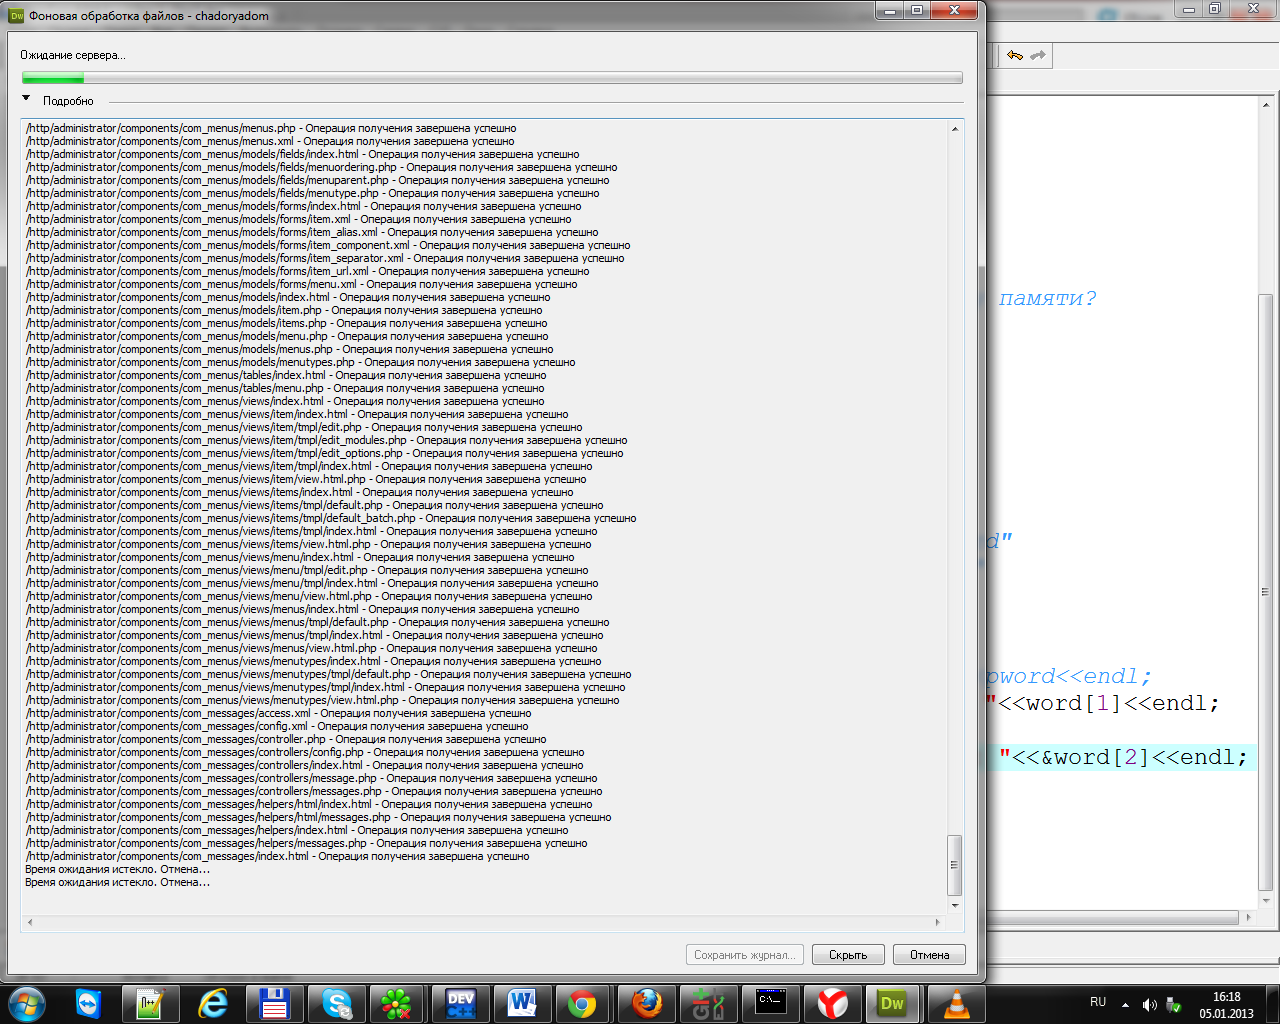 Фоновая обработка файлов - chadoryadom
Ожидание сервера...
Подробно
/http/administrator/components/com_menus/menus.php - Операция получения завершена успешно
/http/administrator/components/com_menus/menus.xml - Операция получения завершена успешно
/http/administrator/components/com_menus/models/fields/index.html - Операция получения завершена успешно
/http/administrator/components/com_menus/models/fields/menuordering.php - Операция получения завершена успешно
/http/administrator/components/com_menus/models/fields/menuparent.php - Операция получения завершена успешно
/http/administrator/components/com_menus/models/fields/menutype.php - Операция получения завершена успешно
/http/administrator/components/com_menus/models/forms/index.html - Операция получения завершена успешно
/http/administrator/components/com_menus/models/forms/item.xml - Операция получения завершена успешно
/http/administrator/components/com_menus/models/forms/item_alias.xml - Операция получения завершена успешно
/http/administrator/components/com_menus/models/forms/item_component.xml - Операция получения завершена успешно
/http/administrator/components/com_menus/models/forms/item_separator.xml - Операция получения завершена успешно
/http/administrator/components/com_menus/models/forms/item_url.xml - Операция получения завершена успешно
/http/administrator/components/com_menus/models/forms/menu.xml - Операция получения завершена успешно
/http/administrator/components/com_menus/models/index.html - Операция получения завершена успешно
/http/administrator/components/com_menus/models/item.php - Операция получения завершена успешно
/http/administrator/components/com_menus/models/items.php - Операция получения завершена успешно
/http/administrator/components/com_menus/models/menu.php - Операция получения завершена успешно
/http/administrator/components/com_menus/models/menus.php - Операция получения завершена успешно
/http/administrator/components/com_menus/models/menutypes.php - Операция получения завершена успешно
/http/administrator/components/com_menus/tables/index.html - Операция получения завершена успешно
/http/administrator/components/com_menus/tables/menu.php - Операция получения завершена успешно
/http/administrator/components/com_menus/views/index.html - Операция получения завершена успешно
/http/administrator/components/com_menus/views/item/index.html - Операция получения завершена успешно
/http/administrator/components/com_menus/views/item/tmpl/edit.php - Операция получения завершена успешно
/http/administrator/components/com_menus/views/item/tmpl/edit_modules.php - Операция получения завершена успешно
/http/administrator/components/com_menus/views/item/tmpl/edit_options.php - Операция получения завершена успешно
/http/administrator/components/com_menus/views/item/tmpl/index.html - Операция получения завершена успешно
/http/administrator/components/com_menus/views/item/view.html.php - Операция получения завершена успешно
/http/administrator/components/com_menus/views/items/index.html - Операция получения завершена успешно
/http/administrator/components/com_menus/views/items/tmpl/default.php - Операция получения завершена успешно
/http/administrator/components/com_menus/views/items/tmpl/default_batch.php - Операция получения завершена успешно
/http/administrator/components/com_menus/views/items/tmpl/index.html - Операция получения завершена успешно
/http/administrator/components/com_menus/views/items/view.html.php - Операция получения завершена успешно
/http/administrator/components/com_menus/views/menu/index.html - Операция получения завершена успешно
/http/administrator/components/com_menus/views/menu/tmpl/edit.php - Операция получения завершена успешно
/http/administrator/components/com_menus/views/menu/tmpl/index.html - Операция получения завершена успешно
/http/administrator/components/com_menus/views/menu/view.html.php - Операция получения завершена успешно
/http/administrator/components/com_menus/views/menus/index.html - Операция получения завершена успешно
/http/administrator/components/com_menus/views/menus/tmpl/default.php - Операция получения завершена успешно
/http/administrator/components/com_menus/views/menus/tmpl/index.html - Операция получения завершена успешно
/http/administrator/components/com_menus/views/menus/view.html.php - Операция получения завершена успешно
/http/administrator/components/com_menus/views/menutypes/index.html - Операция получения завершена успешно
/http/administrator/components/com_menus/views/menutypes/tmpl/default.php - Операция получения завершена успешно
/http/administrator/components/com_menus/views/menutypes/tmpl/index.html - Операция получения завершена успешно
/http/administrator/components/com_menus/views/menutypes/view.html.php - Операция получения завершена успешно
/http/administrator/components/com_messages/access.xml - Операция получения завершена успешно
/http/administrator/components/com_messages/config.xml - Операция получения завершена успешно
/http/administrator/components/com_messages/controller.php - Операция получения завершена успешно
/http/administrator/components/com_messages/controllers/config.php - Операция получения завершена успешно
/http/administrator/components/com_messages/controllers/index.html - Операция получения завершена успешно
/http/administrator/components/com_messages/controllers/message.php - Операция получения завершена успешно
/http/administrator/components/com_messages/controllers/messages.php - Операция получения завершена успешно
/http/administrator/components/com_messages/helpers/html/index.html - Операция получения завершена успешно
/http/administrator/components/com_messages/helpers/html/messages.php - Операция получения завершена успешно
/http/administrator/components/com_messages/helpers/index.html - Операция получения завершена успешно
/http/administrator/components/com_messages/helpers/messages.php - Операция получения завершена успешно
/http/administrator/components/com_messages/index.html - Операция получения завершена успешно
Время ожидания истекло. Отмена...
Время ожидания истекло. Отмена...
Сохранить журнал...
Скрыть
Отмена
памяти?
d"
pword<<endl;
"<<word[1]<<endl;
"<<&word[2]<<endl;
DEV
C:\_
Dw
RU
16:18
05.01.2013